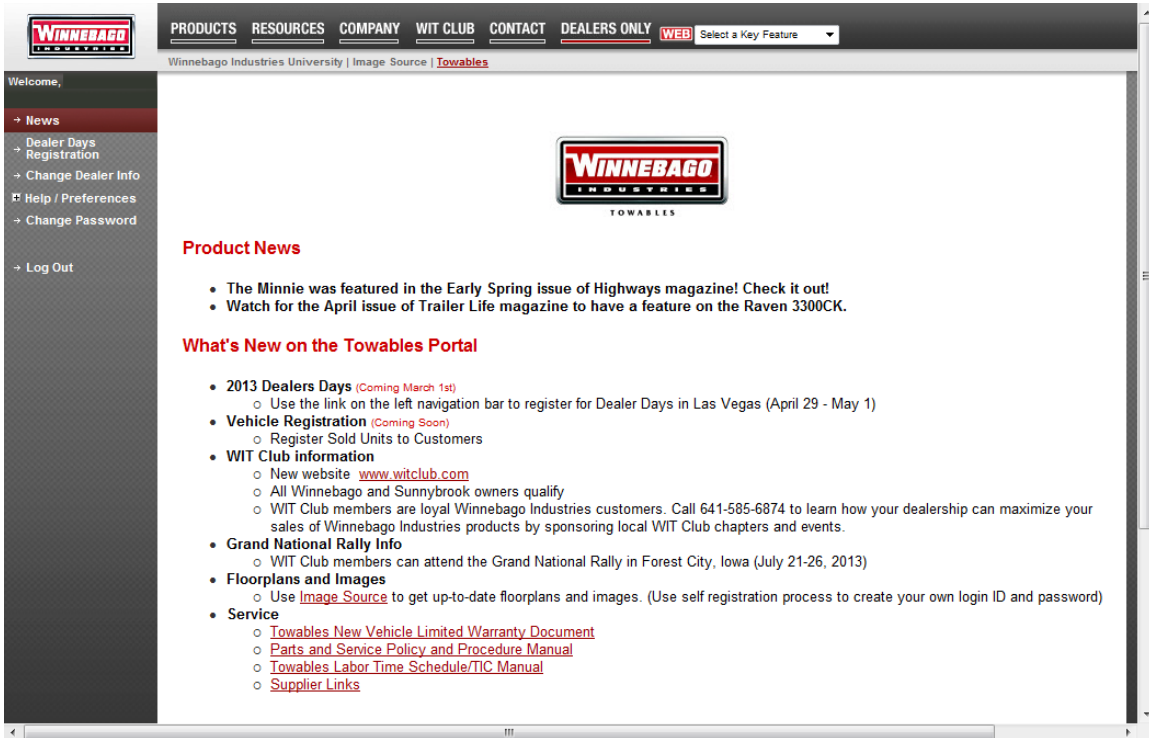 WINNEBAGO
INDUSTRIES
PRODUCTS RESOURCES COMPANY WIT CLUB CONTACT DEALERS ONLY WEB Select a Key Feature
Winnebago Industries University | Image Source | Towables
Welcome,
News
Dealer Days
Registration
Change Dealer Info
Help / Preferences
Change Password
Log Out
WINNEBAGO
INDUSTRIES
TOWABLES
Product News
The Minnie was featured in the Early Spring issue of Highways magazine! Check it out!
Watch for the April issue of Trailer Life magazine to have a feature on the Raven 3300CK.
What's New on the Towables Portal
2013 Dealers Days (Coming March 1st)
Use the link on the left navigation bar to register for Dealer Days in Las Vegas (April 29 - May 1)
Vehicle Registration (Coming Soon)
Register Sold Units to Customers
WIT Club information
New website www.witclub.com
All Winnebago and Sunnybrook owners qualify
WIT Club members are loyal Winnebago Industries customers. Call 641-585-6874 to learn how your dealership can maximize your
sales of Winnebago Industries products by sponsoring local WIT Club chapters and events.
Grand National Rally Info
WIT Club members can attend the Grand National Rally in Forest City, Iowa (July 21-26, 2013)
Floorplans and Images
Use Image Source to get up-to-date floorplans and images. (Use self registration process to create your own login ID and password)
Service
Towables New Vehicle Limited Warranty Document
Parts and Service Policy and Procedure Manual
Towables Labor Time Schedule/TIC Manual
Supplier Links